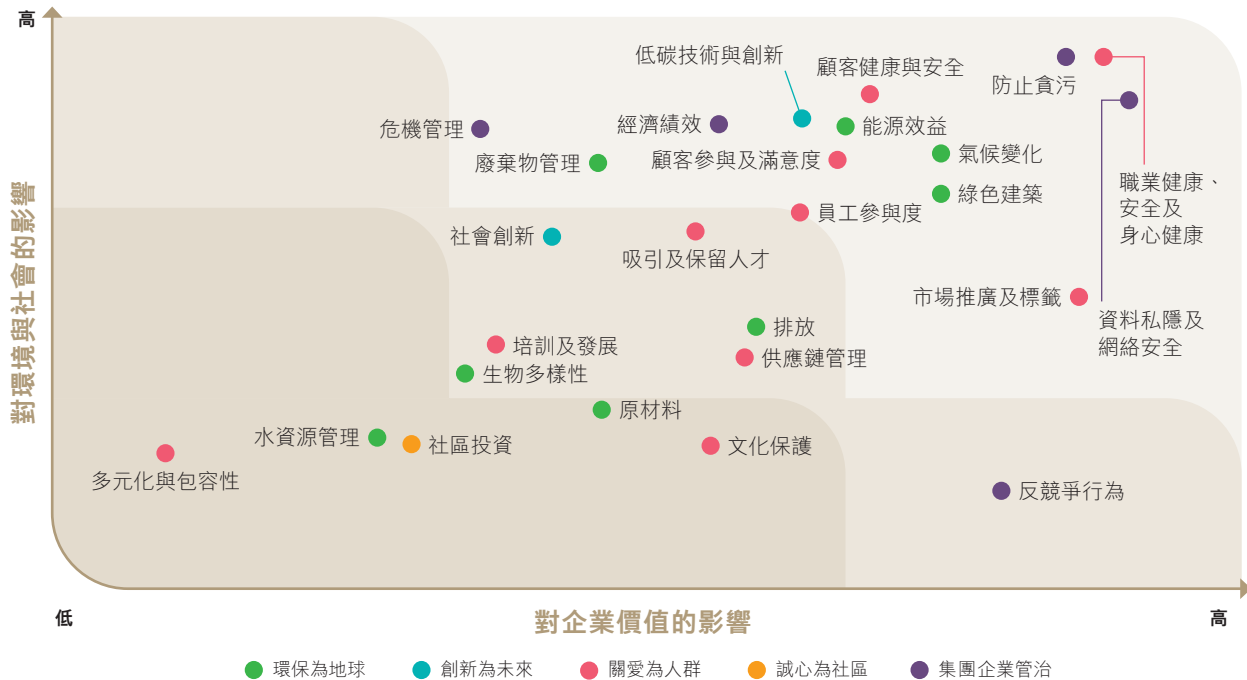 高
對環境與社會的影響
低碳技術與創新
顧客健康與安全
防止貪污
危機管理
經濟績效
能源效益
廢棄物管理
顧客參與及滿意度
氣候變化
綠色建築
職業健康、
安全及
身心健康
員工參與度
社會創新
吸引及保留人才
市場推廣及標籤
資料私隱及
網絡安全
排放
培訓及發展
供應鏈管理
生物多樣性
原材料
水資源管理
社區投資
文化保護
多元化與包容性
反競爭行為
低
對企業價值的影響
高
環保為地球
創新為未來
關愛為人群
誠心為社區
集團企業管治